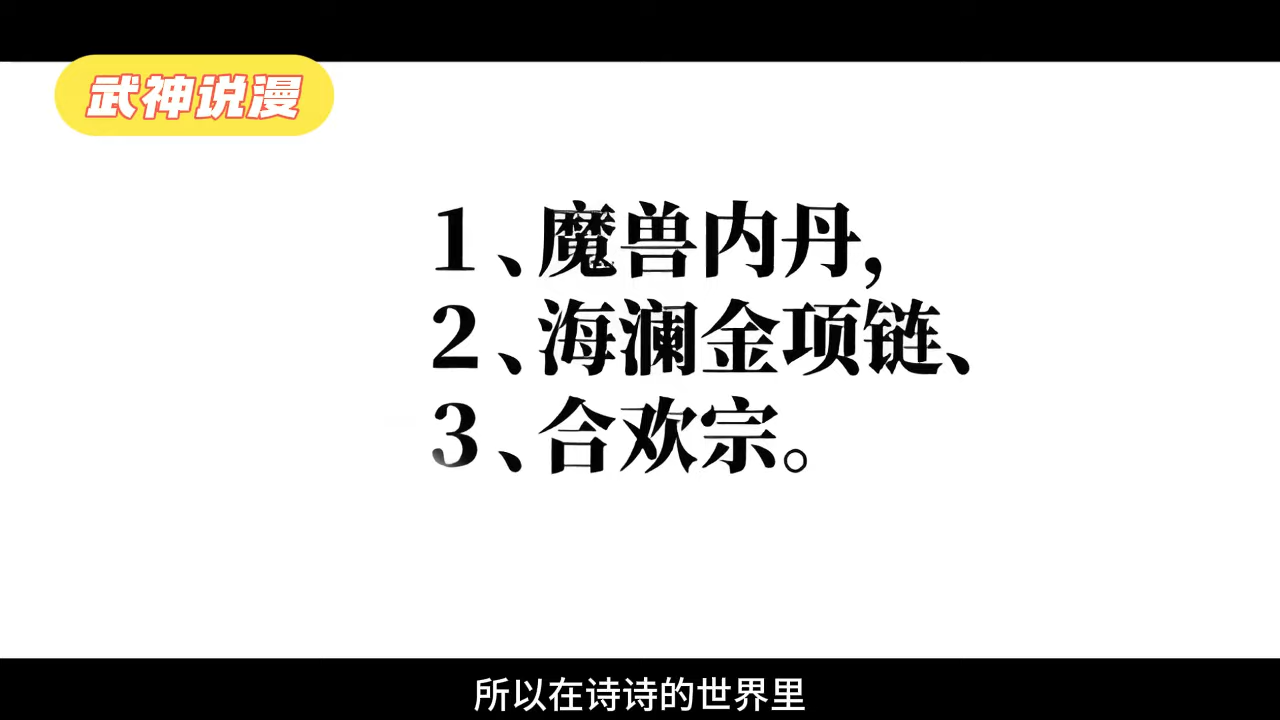 武神说漫
1、魔兽内丹,
2、海澜金项链、
3、合欢宗。
所以在诗诗的世界里